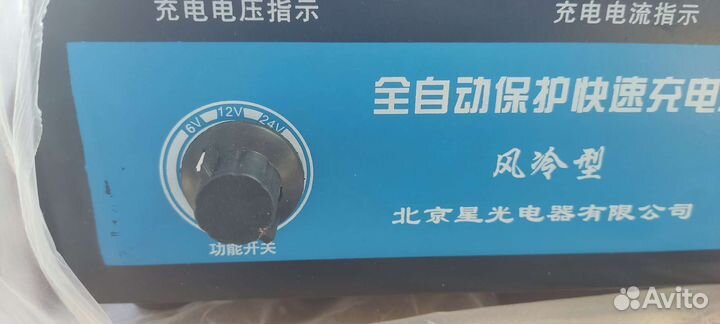 充电电压指示
充电电流指示
全自动保护快速充电
6V 12V 24V
风冷型
北京星光电器有限公司
功能开关
Avito